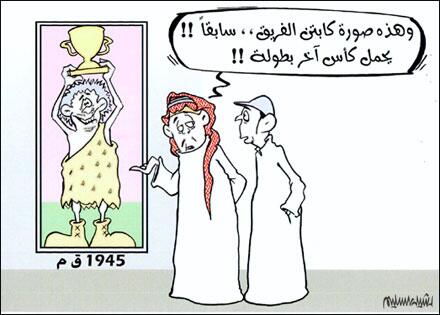 وهذه صورة كابتن الفريق،، سابقاً !!
يحمل كأس آخر بطولة !!
1945 ق م